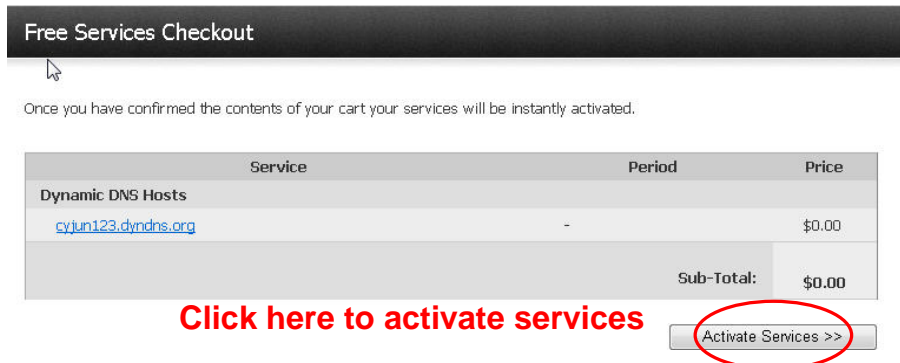 Free Services Checkout
Once you have confirmed the contents of your cart your services will be instantly activated.
Service Period Price
Dynamic DNS Hosts
cyjun123.dyndns.org - $0.00
Sub-Total: $0.00
Click here to activate services
Activate Services >>